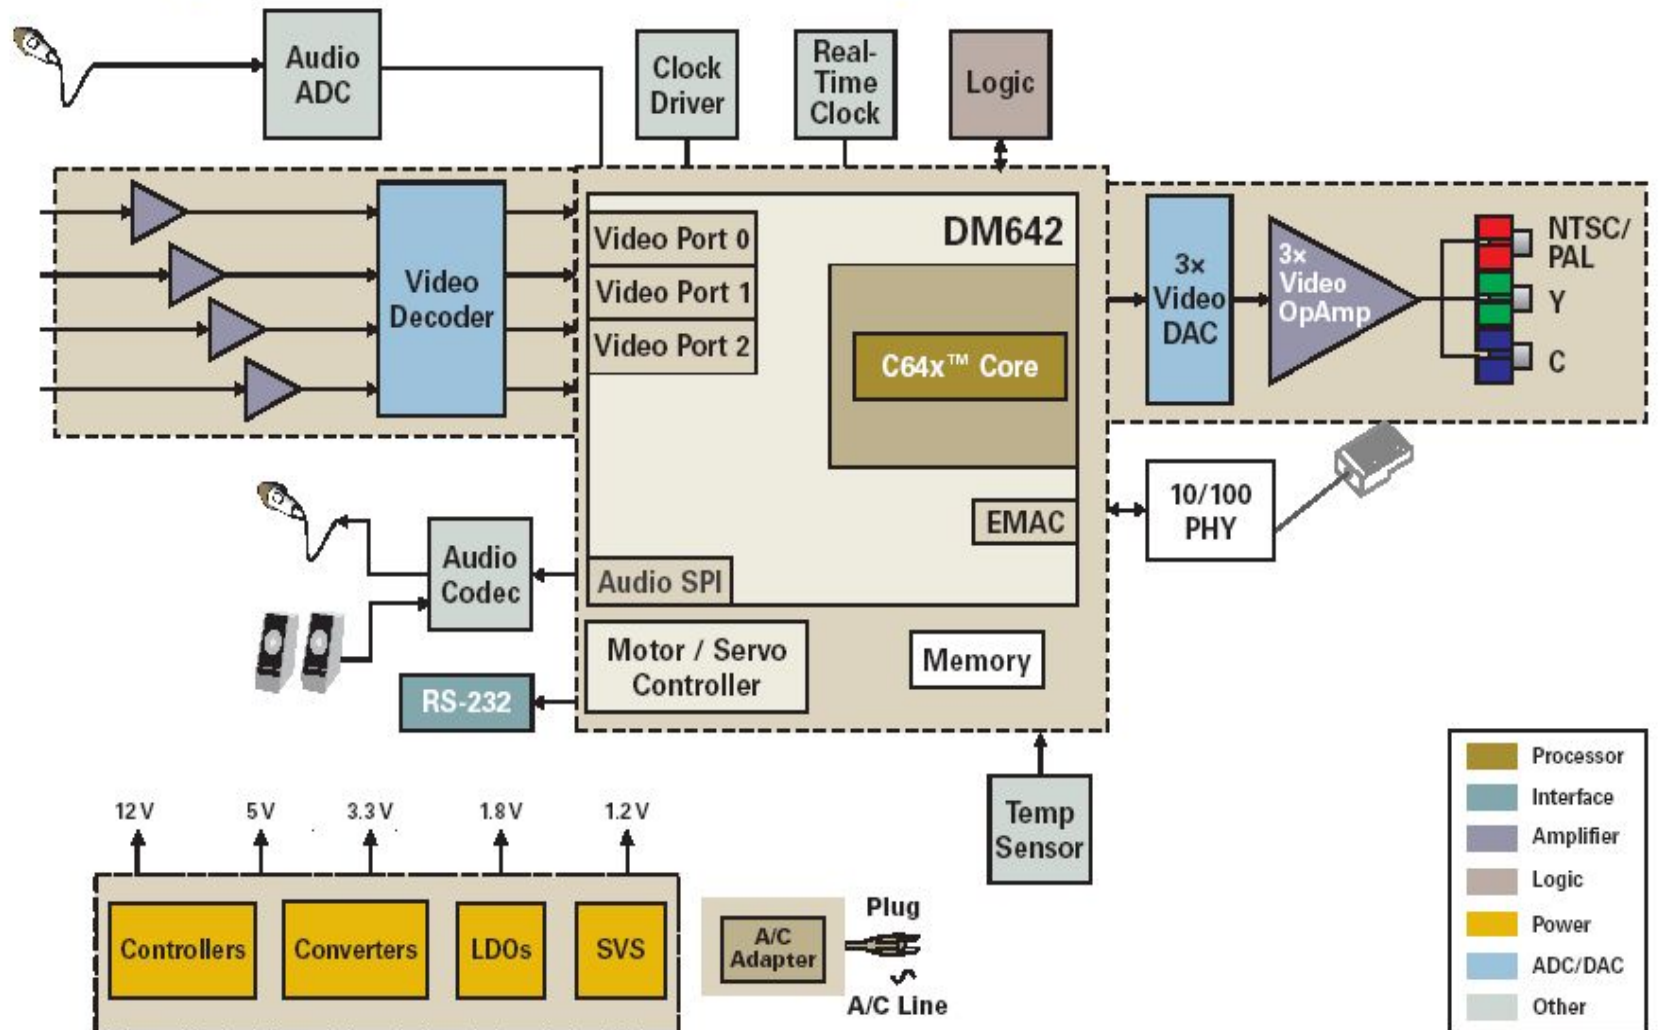 Audio
ADC
Clock
Driver
Real-
Time
Clock
Logic
Video
Decoder
Video Port 0
Video Port 1
Video Port 2
DM642
C64x™ Core
EMAC
Audio SPI
3×
Video
DAC
3×
Video
OpAmp
NTSC/
PAL
Y
C
10/100
PHY
Audio
Codec
RS-232
Motor / Servo
Controller
Memory
Temp
Sensor
12 V
5 V
3.3 V
1.8 V
1.2 V
Controllers
Converters
LDOs
SVS
A/C
Adapter
Plug
A/C Line
Processor
Interface
Amplifier
Logic
Power
ADC/DAC
Other